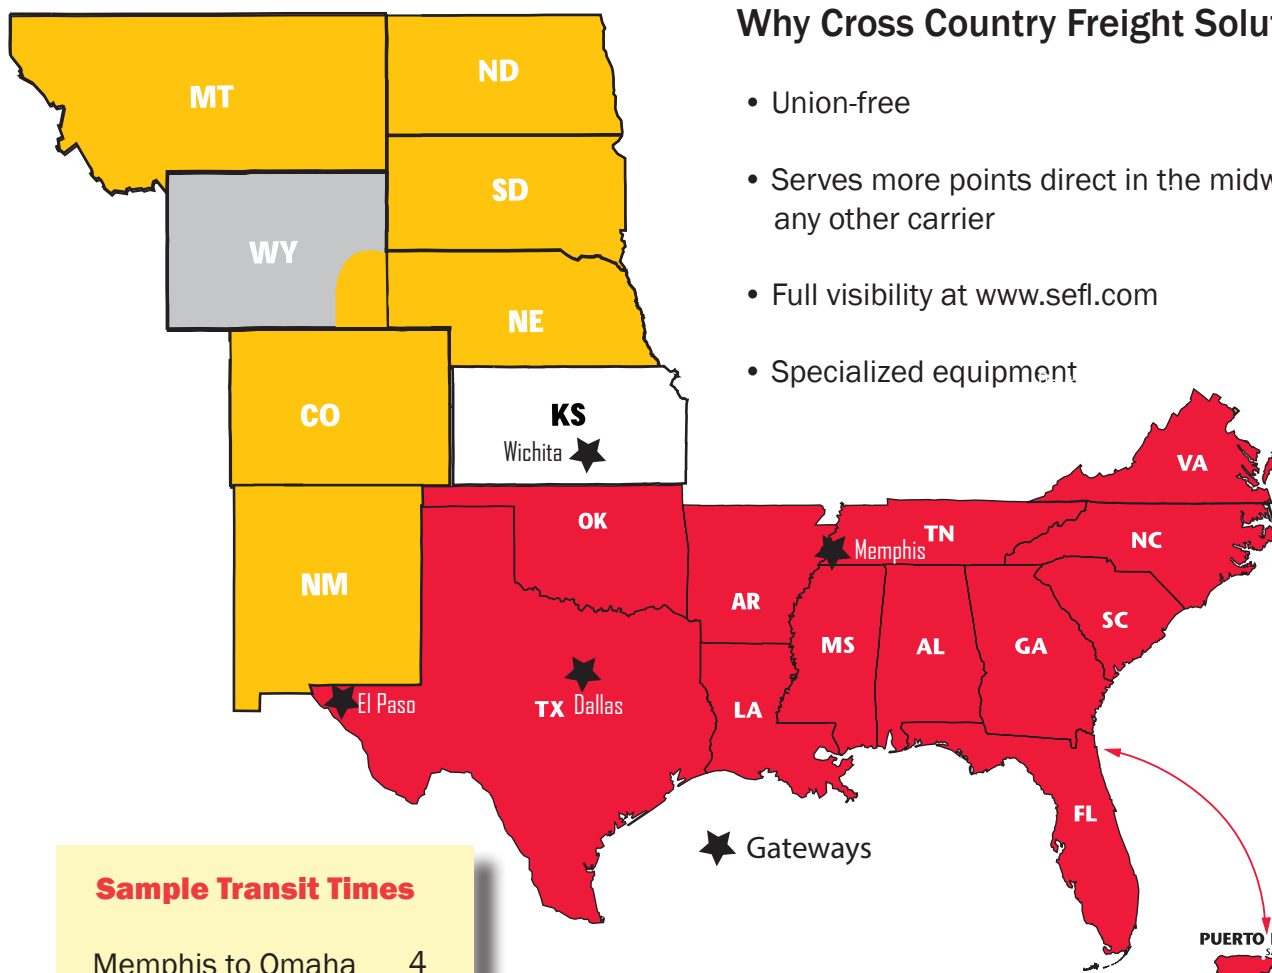 Why Cross Country Freight
• Union-free
• Serves more points direct in the
any other carrier
• Full visibility at www.sefl.com
• Specialized equipment
MT
ND
SD
WY
NE
CO
KS
Wichita
VA
OK
TN
Memphis
NC
NM
AR
SC
MS
AL
GA
El Paso
TX
Dallas
LA
FL
Gateways
Sample Transit Times
Memphis to Omaha 4
PUERTO